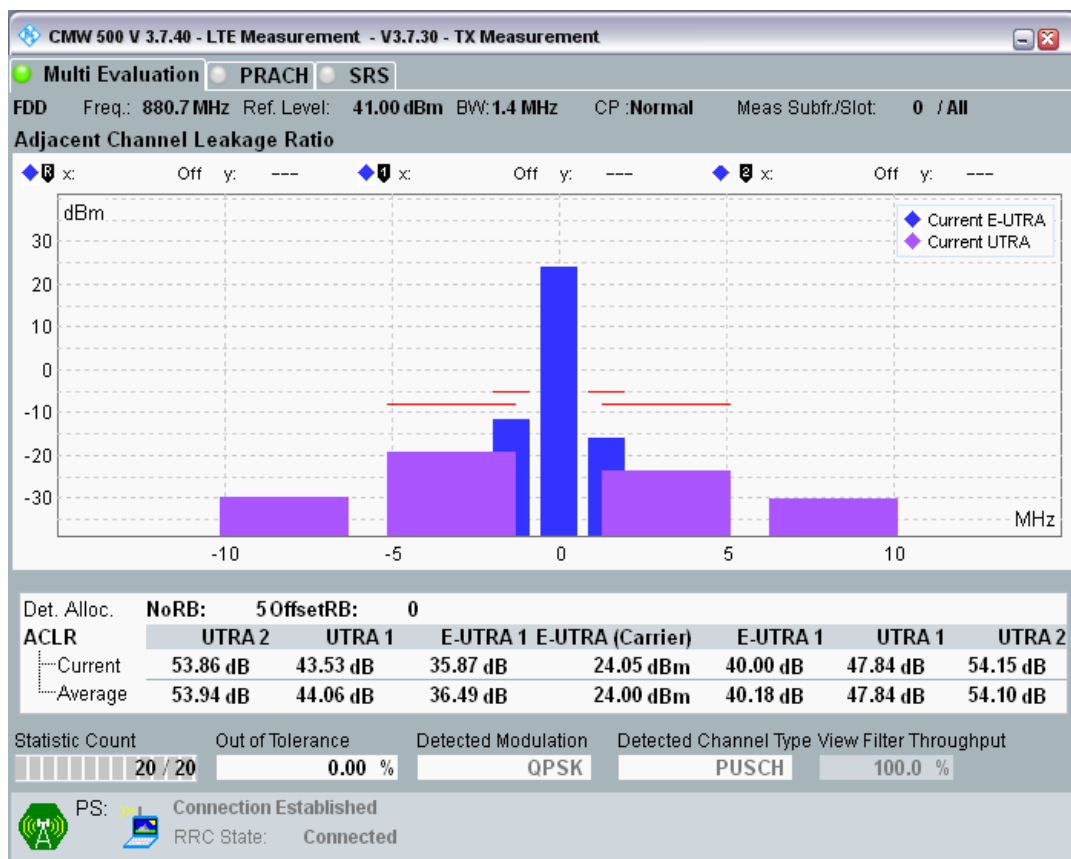 CMW 500 V 3.7.40 - LTE Measurement - V3.7.30 - TX Measurement
Multi Evaluation PRACH SRS
FDD Freq.: 880.7 MHz Ref. Level: 41.00 dBm BW: 1.4 MHz CP :Normal Meas Subfr./Slot: 0 / All
Adjacent Channel Leakage Ratio
R x: Off y: --- 1 x: Off y: --- 2 x: Off y: ---
dBm
Current E-UTRA
Current UTRA
30
20
10
0
-10
-20
-30
MHz
-10 -5 0 5 10
Det. Alloc. NoRB: 5 OffsetRB: 0
ACLR UTRA 2 UTRA 1 E-UTRA 1 E-UTRA (Carrier) E-UTRA 1 UTRA 1 UTRA 2
Current 53.86 dB 43.53 dB 35.87 dB 24.05 dBm 40.00 dB 47.84 dB 54.15 dB
Average 53.94 dB 44.06 dB 36.49 dB 24.00 dBm 40.18 dB 47.84 dB 54.10 dB
Statistic Count Out of Tolerance Detected Modulation Detected Channel Type View Filter Throughput
20 / 20 0.00 % QPSK PUSCH 100.0 %
PS: Connection Established
RRC State: Connected